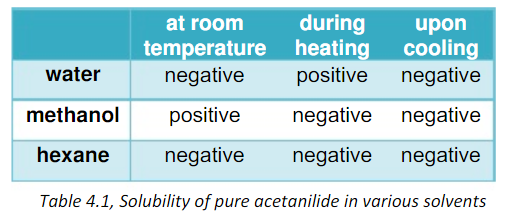 at room temperature during heating upon cooling
water negative positive negative
methanol positive negative negative
hexane negative negative negative
Table 4.1, Solubility of pure acetanilide in various solvents